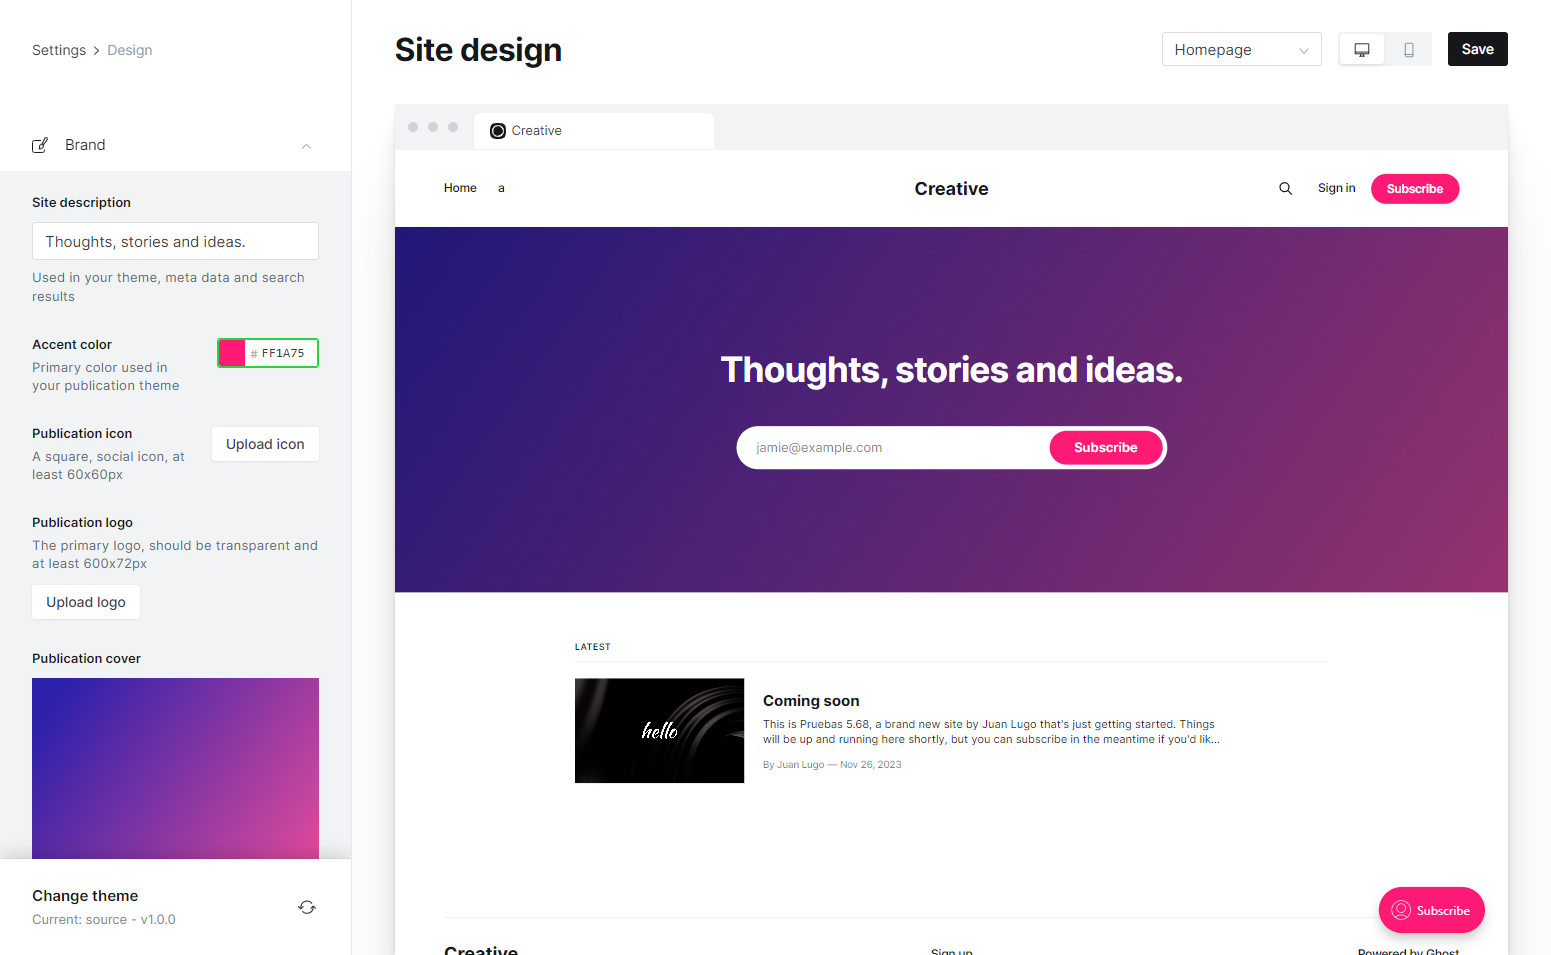 Settings > Design
Brand
Site description
Thoughts, stories and ideas.
Used in your theme, meta data and search
results
Accent color
# FF1A75
Primary color used in
your publication theme
Publication icon
Upload icon
A square, social icon, at
least 60x60px
Publication logo
The primary logo, should be transparent and
at least 600x72px
Upload logo
Publication cover
Change theme
Current: source - v1.0.0
Site design
Homepage
Save
Creative
Home a
Creative
Sign in
Subscribe
Thoughts, stories and ideas.
jamie@example.com
Subscribe
LATEST
hello
Coming soon
This is Pruebas 5.68, a brand new site by Juan Lugo that's just getting started. Things
will be up and running here shortly, but you can subscribe in the meantime if you'd lik...
By Juan Lugo — Nov 26, 2023
Subscribe
Creative
Sign up
Powered by Ghost